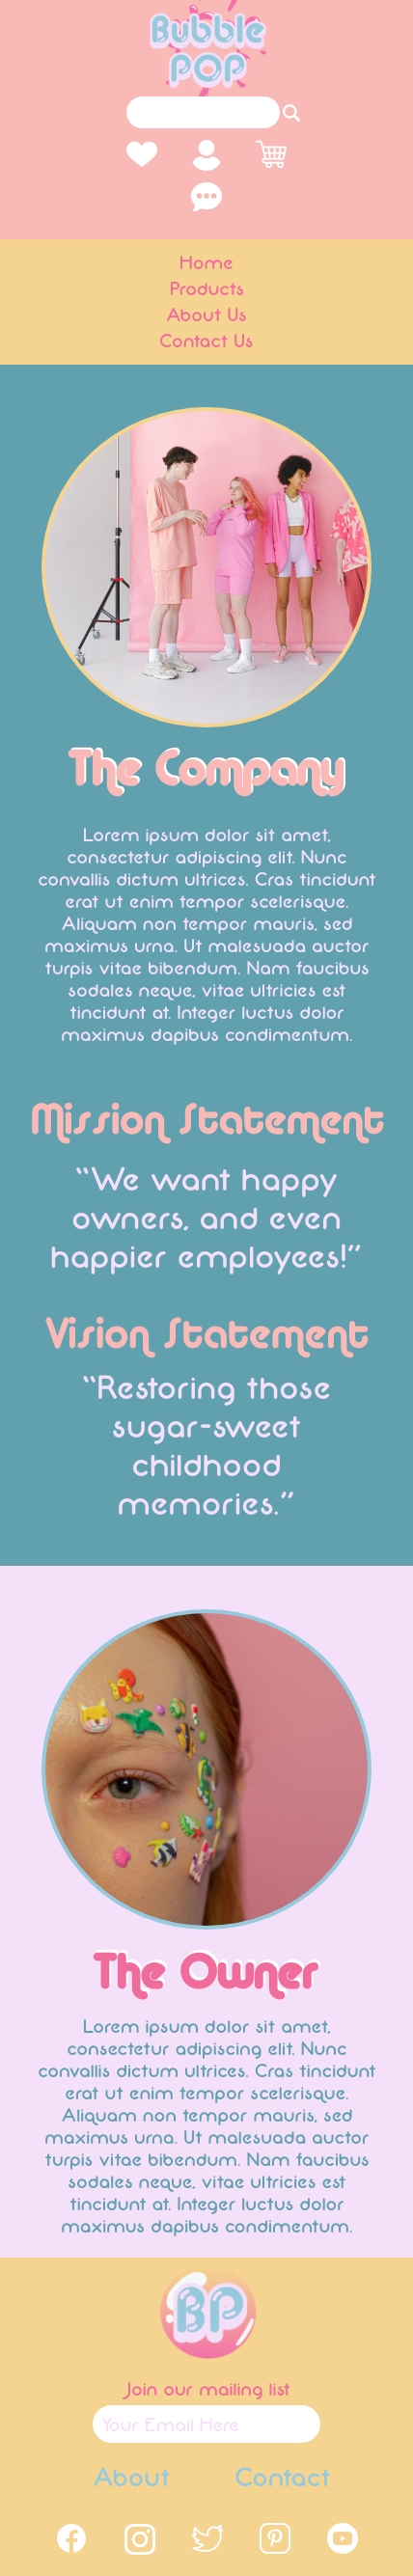 Bubble
POP
Home
Products
About Us
Contact Us
The Company
Lorem ipsum dolor sit amet,
consectetur adipiscing elit. Nunc
convallis dictum ultrices. Cras tincidunt
erat ut enim tempor scelerisque.
Aliquam non tempor mauris, sed
maximus urna. Ut malesuada auctor
turpis vitae bibendum. Nam faucibus
sodales neque, vitae ultricies est
tincidunt at. Integer luctus dolor
maximus dapibus condimentum.
Mission Statement
“We want happy
owners, and even
happier employees!”
Vision Statement
“Restoring those
sugar-sweet
childhood
memories.”
The Owner
Lorem ipsum dolor sit amet,
consectetur adipiscing elit. Nunc
convallis dictum ultrices. Cras tincidunt
erat ut enim tempor scelerisque.
Aliquam non tempor mauris, sed
maximus urna. Ut malesuada auctor
turpis vitae bibendum. Nam faucibus
sodales neque, vitae ultricies est
tincidunt at. Integer luctus dolor
maximus dapibus condimentum.
BP
Join our mailing list
Your Email Here
About Contact